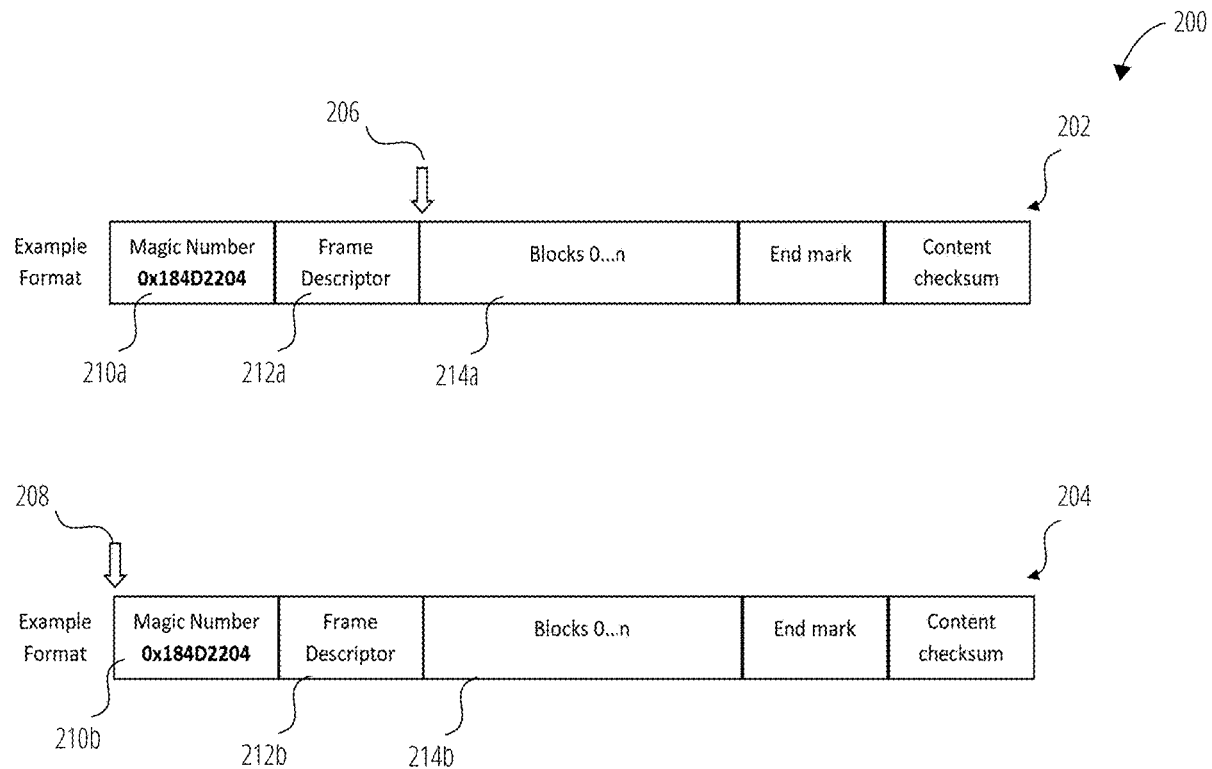 200
206
202
Example
Format
Magic Number
0x184D2204
Frame
Descriptor
Blocks 0...n
End mark
Content
checksum
210a
212a
214a
208
204
Example
Format
Magic Number
0x184D2204
Frame
Descriptor
Blocks 0...n
End mark
Content
checksum
210b
212b
214b